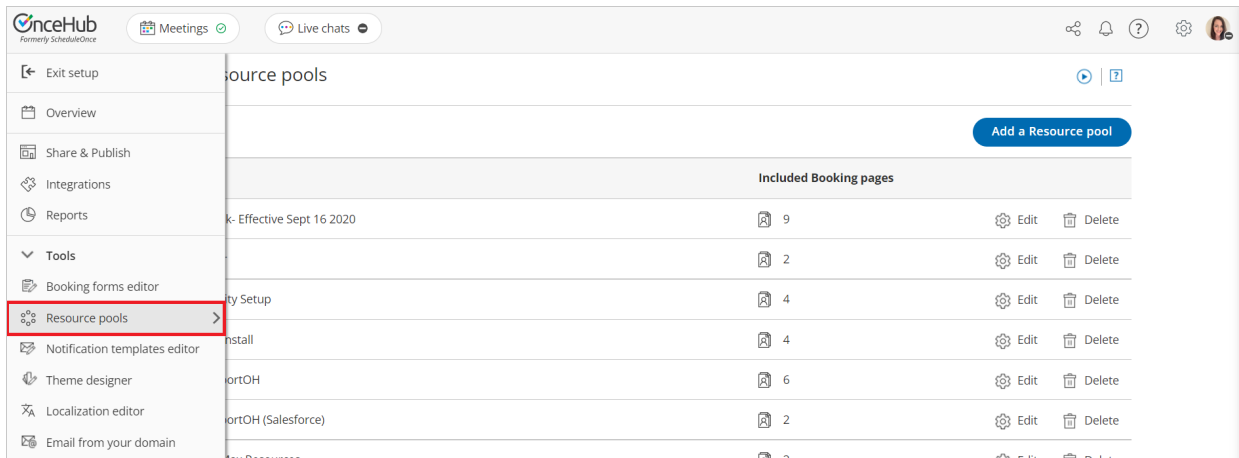 OnceHub
Formerly ScheduleOnce
Meetings
Live chats
?
Exit setup
source pools
?
Overview
Add a Resource pool
Share & Publish
Included Booking pages
Integrations
Reports
k- Effective Sept 16 2020 9 Edit Delete
Tools
2 Edit Delete
Booking forms editor
ity Setup 4 Edit Delete
Resource pools
nstall 4 Edit Delete
Notification templates editor
Theme designer
ortOH 6 Edit Delete
Localization editor
ortOH (Salesforce) 2 Edit Delete
Email from your domain